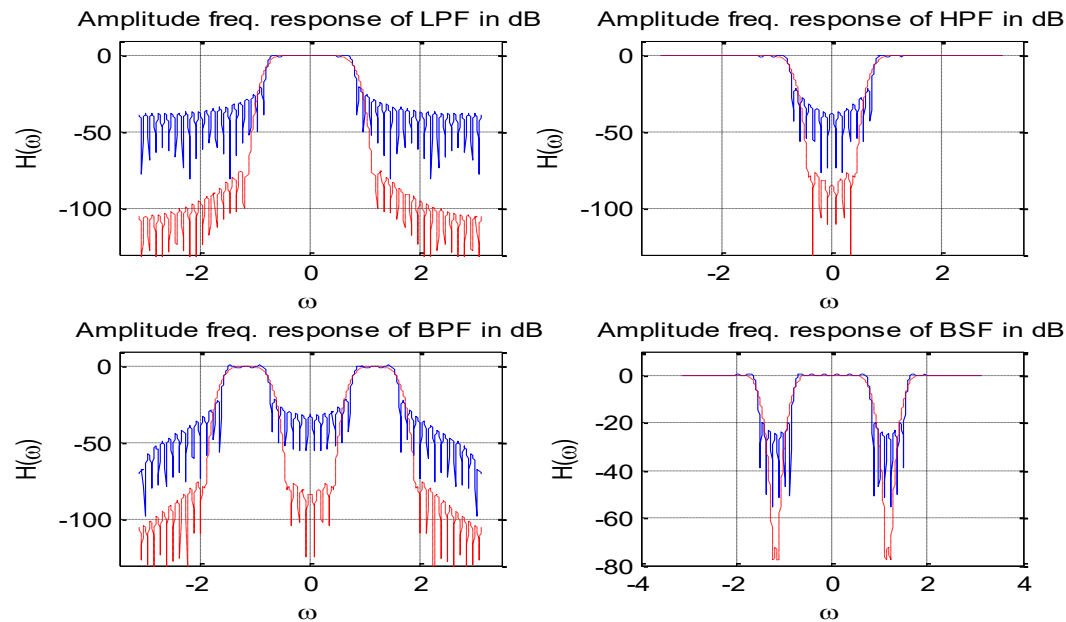 Amplitude freq. response of LPF in dB
0
-50
-100
H(ω)
-2
0
2
ω
Amplitude freq. response of HPF in dB
0
-50
-100
H(ω)
-2
0
2
ω
Amplitude freq. response of BPF in dB
0
-50
-100
H(ω)
-2
0
2
ω
Amplitude freq. response of BSF in dB
0
-20
-40
-60
-80
H(ω)
-4
-2
0
2
4
ω